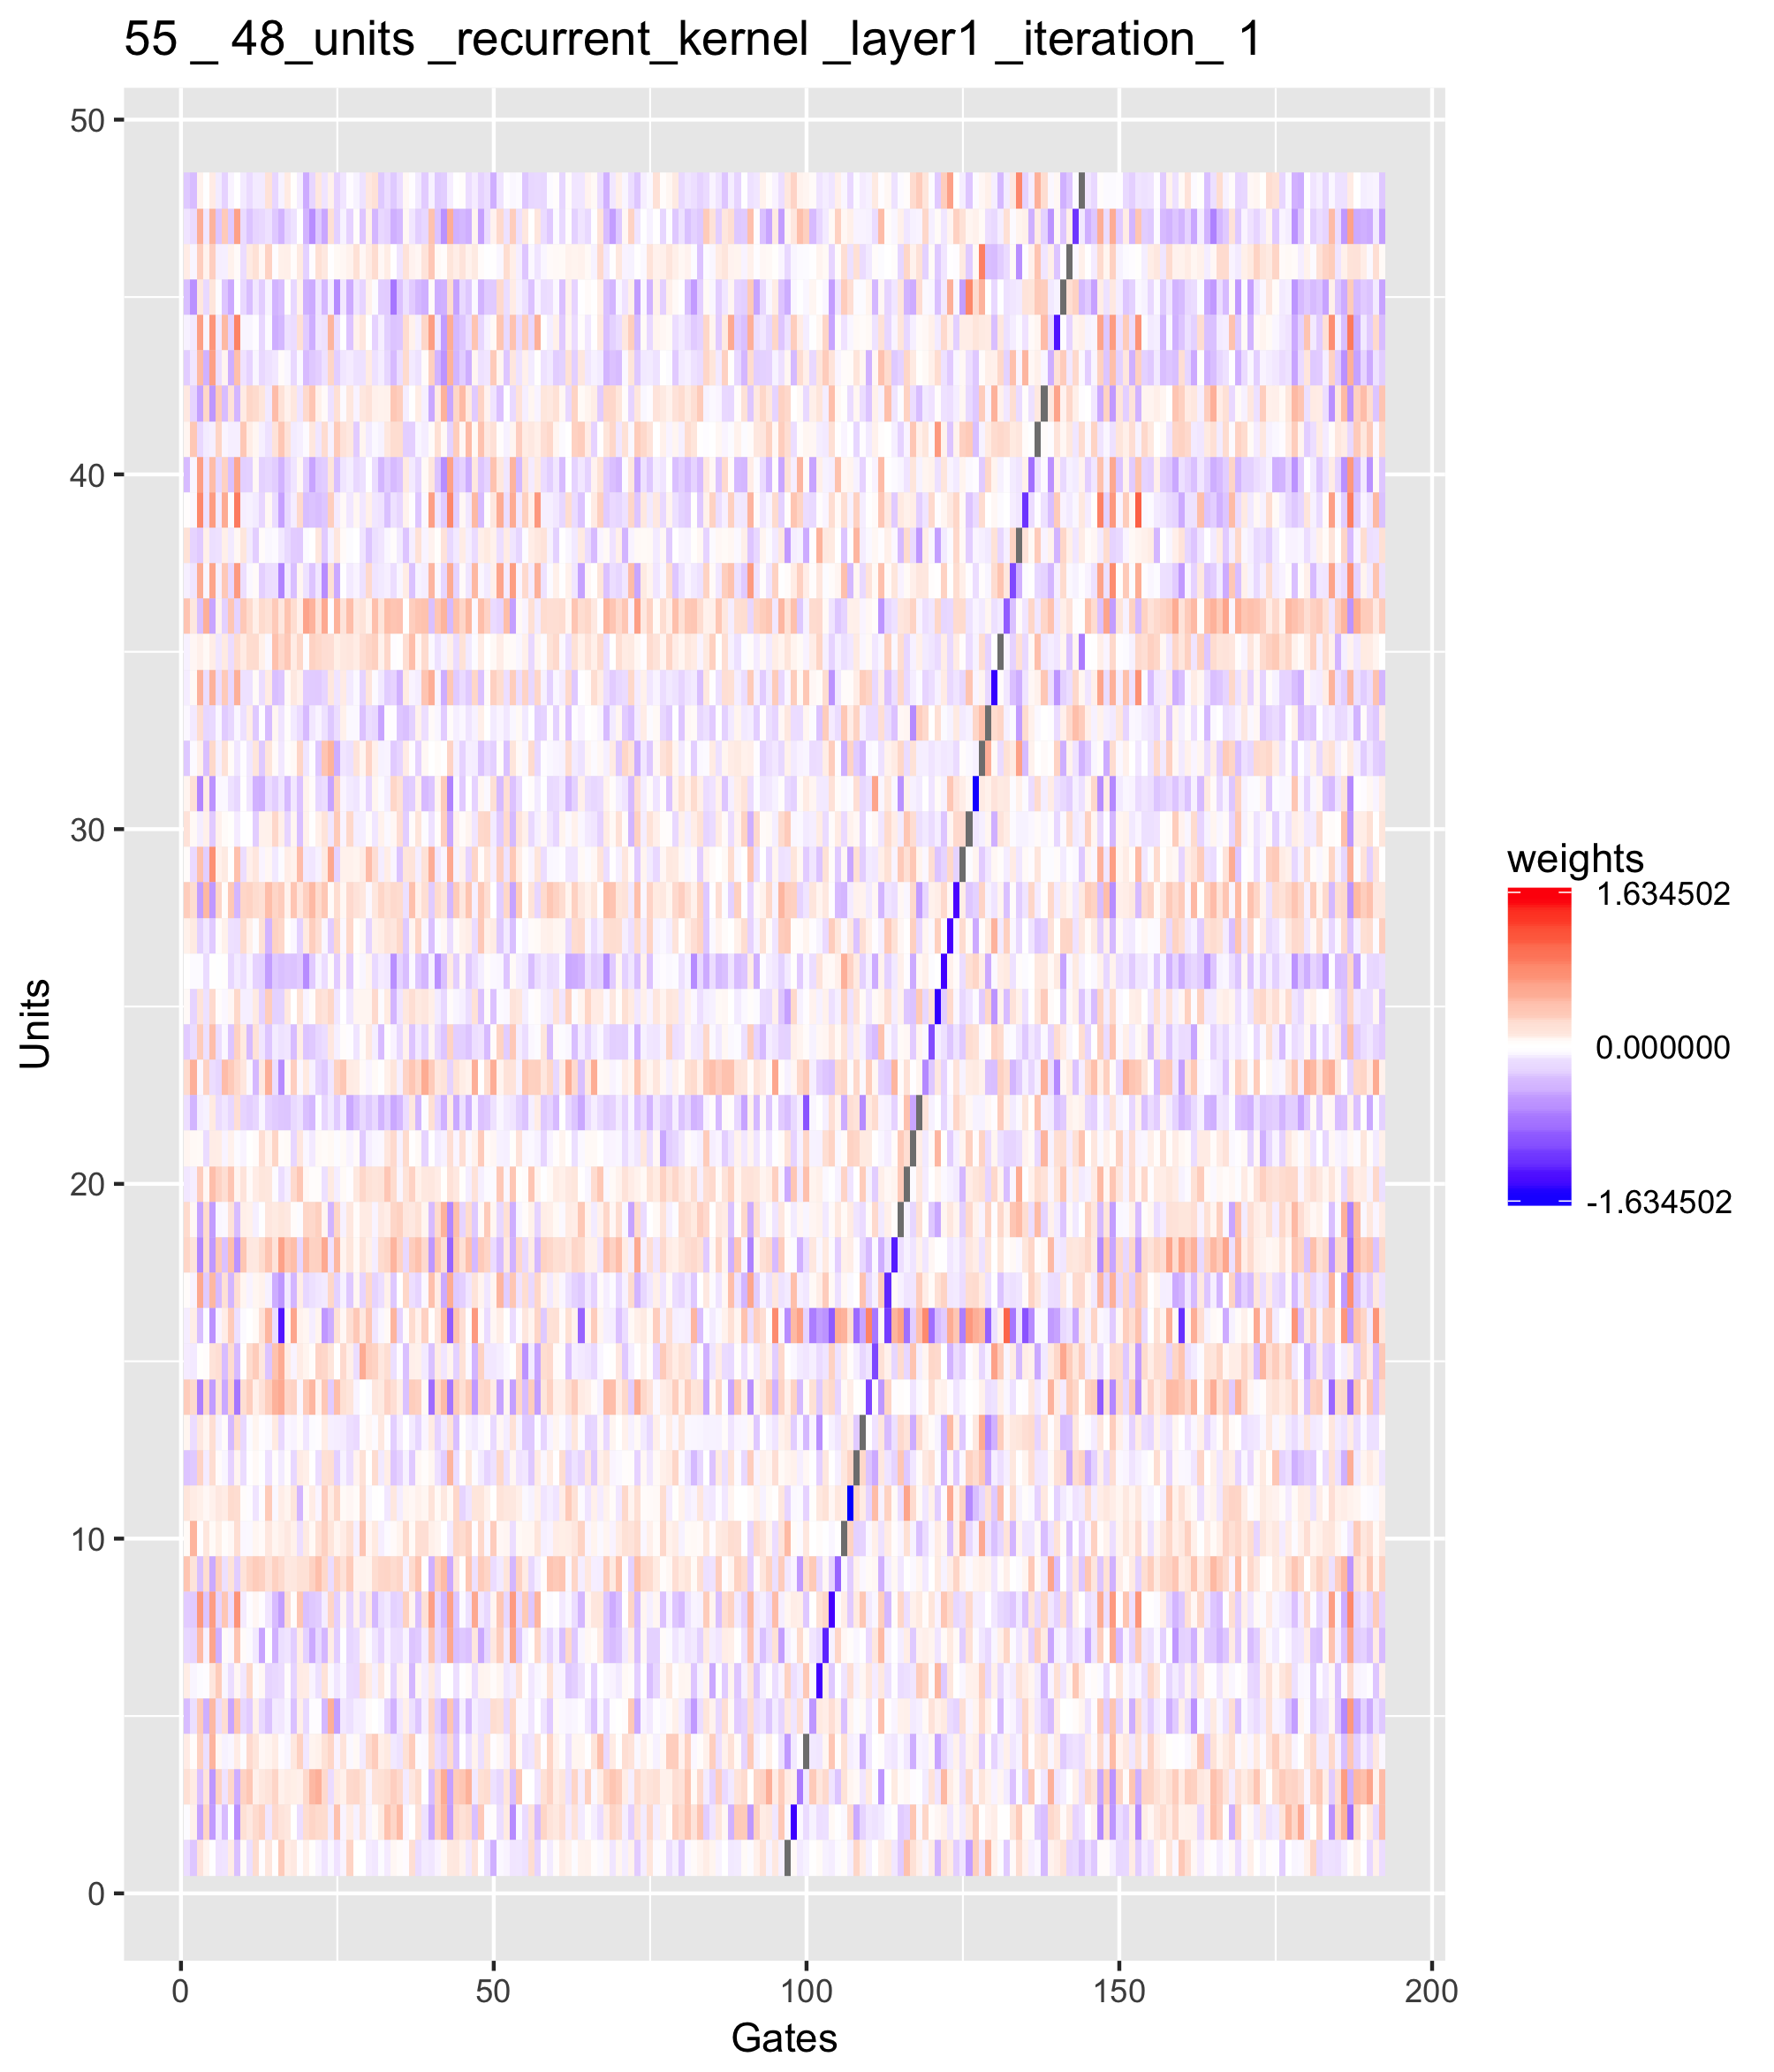 55 _ 48_units _recurrent_kernel _layer1 _iteration_ 1
50
40
30
20
10
0
Units
0 50 100 150 200
Gates
weights
1.634502
0.000000
-1.634502